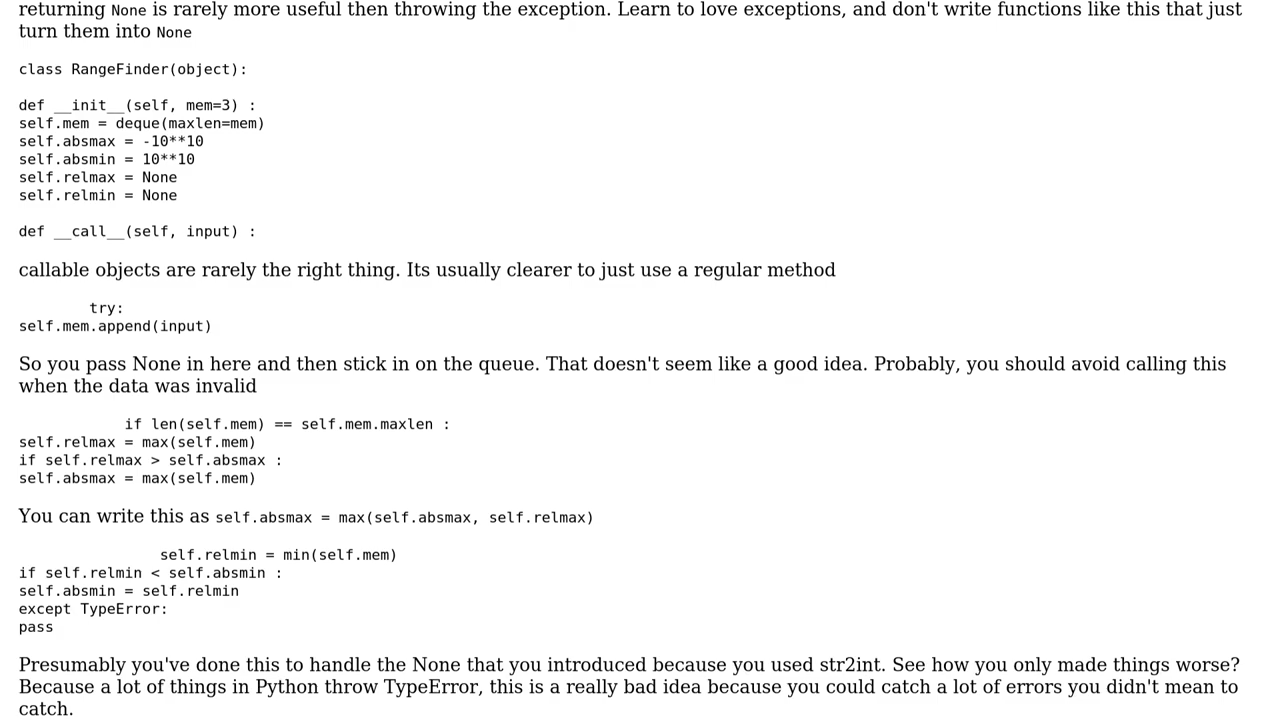 returning None is rarely more useful then throwing the exception. Learn to love exceptions, and don't write functions like this that just
turn them into None
class RangeFinder(object):
def __init__(self, mem=3) :
self.mem = deque(maxlen=mem)
self.absmax = -10**10
self.absmin = 10**10
self.relmax = None
self.relmin = None
def __call__(self, input) :
callable objects are rarely the right thing. Its usually clearer to just use a regular method
try:
self.mem.append(input)
So you pass None in here and then stick in on the queue. That doesn't seem like a good idea. Probably, you should avoid calling this
when the data was invalid
if len(self.mem) == self.mem.maxlen :
self.relmax = max(self.mem)
if self.relmax > self.absmax :
self.absmax = max(self.mem)
You can write this as self.absmax = max(self.absmax, self.relmax)
self.relmin = min(self.mem)
if self.relmin < self.absmin :
self.absmin = self.relmin
except TypeError:
pass
Presumably you've done this to handle the None that you introduced because you used str2int. See how you only made things worse?
Because a lot of things in Python throw TypeError, this is a really bad idea because you could catch a lot of errors you didn't mean to
catch.